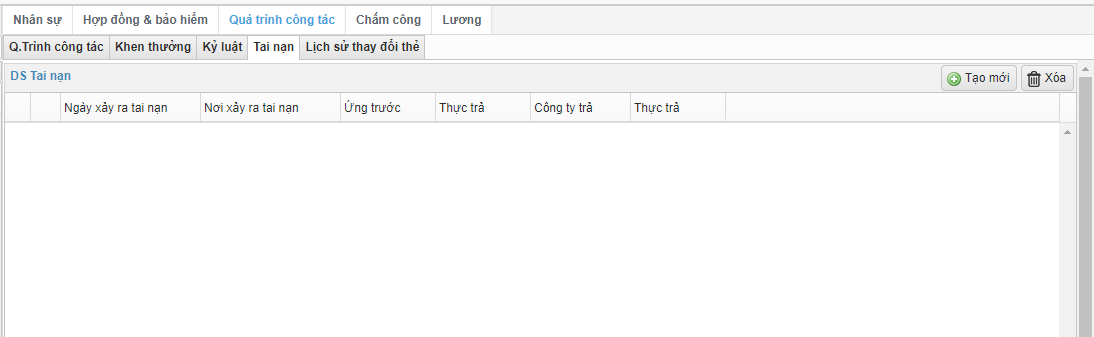 Nhân sự Hợp đồng & bảo hiểm Quá trình công tác Chấm công Lương
Q.Trình công tác Khen thưởng Kỷ luật Tai nạn Lịch sử thay đổi thẻ
DS Tai nạn Tạo mới Xóa
Ngày xảy ra tai nạn Nơi xảy ra tai nạn Ứng trước Thực trả Công ty trả Thực trả